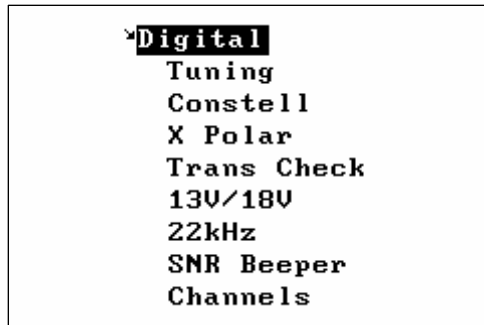 Digital
Tuning
Constell
X Polar
Trans Check
13V/18V
22kHz
SNR Beeper
Channels